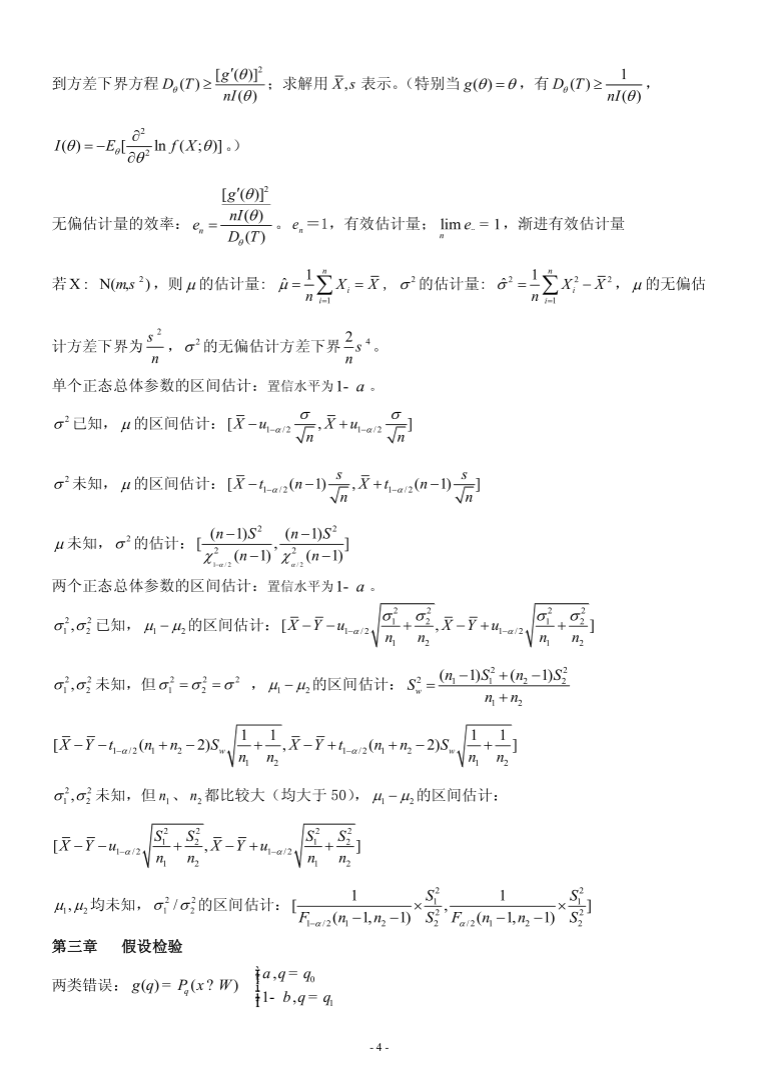 到方差下界方程 $D_\theta(T) \geq \frac{[g'(\theta)]^2}{nI(\theta)}$；求解用 $\overline{X},s$ 表示。（特别当 $g(\theta)=\theta$，有 $D_\theta(T) \geq \frac{1}{nI(\theta)}$，
$I(\theta) = -E_\theta[\frac{\partial^2}{\partial\theta^2} \ln f(X;\theta)]$。）
无偏估计量的效率：$e_n = \frac{\frac{[g'(\theta)]^2}{nI(\theta)}}{D_\theta(T)}$ 。$e_n$＝1，有效估计量；$\lim_n e_- = 1$，渐进有效估计量
若 X : N($m,s^2$)，则 $\mu$ 的估计量: $\hat{\mu} = \frac{1}{n}\sum_{i=1}^{n} X_i = \overline{X}$ , $\sigma^2$ 的估计量: $\hat{\sigma}^2 = \frac{1}{n}\sum_{i=1}^{n} X_i^2 - \overline{X}^2$，$\mu$ 的无偏估
计方差下界为 $\frac{s^2}{n}$，$\sigma^2$ 的无偏估计方差下界 $\frac{2}{n}s^4$。
单个正态总体参数的区间估计：置信水平为 1- $a$ 。
$\sigma^2$ 已知，$\mu$ 的区间估计：$[\overline{X} - u_{1-\alpha/2}\frac{\sigma}{\sqrt{n}}, \overline{X} + u_{1-\alpha/2}\frac{\sigma}{\sqrt{n}}]$
$\sigma^2$ 未知，$\mu$ 的区间估计：$[\overline{X} - t_{1-\alpha/2}(n-1)\frac{s}{\sqrt{n}}, \overline{X} + t_{1-\alpha/2}(n-1)\frac{s}{\sqrt{n}}]$
$\mu$ 未知，$\sigma^2$ 的估计：$[\frac{(n-1)S^2}{\chi^2_{1-\alpha/2}(n-1)}, \frac{(n-1)S^2}{\chi^2_{\alpha/2}(n-1)}]$
两个正态总体参数的区间估计：置信水平为 1- $a$ 。
$\sigma_1^2,\sigma_2^2$ 已知，$\mu_1-\mu_2$ 的区间估计：$[\overline{X}-\overline{Y}-u_{1-\alpha/2}\sqrt{\frac{\sigma_1^2}{n_1}+\frac{\sigma_2^2}{n_2}}, \overline{X}-\overline{Y}+u_{1-\alpha/2}\sqrt{\frac{\sigma_1^2}{n_1}+\frac{\sigma_2^2}{n_2}}]$
$\sigma_1^2,\sigma_2^2$ 未知，但 $\sigma_1^2=\sigma_2^2=\sigma^2$ ，$\mu_1-\mu_2$ 的区间估计：$S_w^2 = \frac{(n_1-1)S_1^2+(n_2-1)S_2^2}{n_1+n_2}$
$[\overline{X}-\overline{Y}-t_{1-\alpha/2}(n_1+n_2-2)S_w\sqrt{\frac{1}{n_1}+\frac{1}{n_2}}, \overline{X}-\overline{Y}+t_{1-\alpha/2}(n_1+n_2-2)S_w\sqrt{\frac{1}{n_1}+\frac{1}{n_2}}]$
$\sigma_1^2,\sigma_2^2$ 未知，但 $n_1$、$n_2$ 都比较大（均大于 50），$\mu_1-\mu_2$ 的区间估计：
$[\overline{X}-\overline{Y}-u_{1-\alpha/2}\sqrt{\frac{S_1^2}{n_1}+\frac{S_2^2}{n_2}}, \overline{X}-\overline{Y}+u_{1-\alpha/2}\sqrt{\frac{S_1^2}{n_1}+\frac{S_2^2}{n_2}}]$
$\mu_1,\mu_2$ 均未知，$\sigma_1^2/\sigma_2^2$ 的区间估计：$[\frac{1}{F_{1-\alpha/2}(n_1-1,n_2-1)}\times\frac{S_1^2}{S_2^2}, \frac{1}{F_{\alpha/2}(n_1-1,n_2-1)}\times\frac{S_1^2}{S_2^2}]$
第三章 假设检验
两类错误：$g(q) = P_q(x ? W)$ $\begin{cases} a, q = q_0 \\ 1-\ b, q = q_1 \end{cases}$
- 4 -